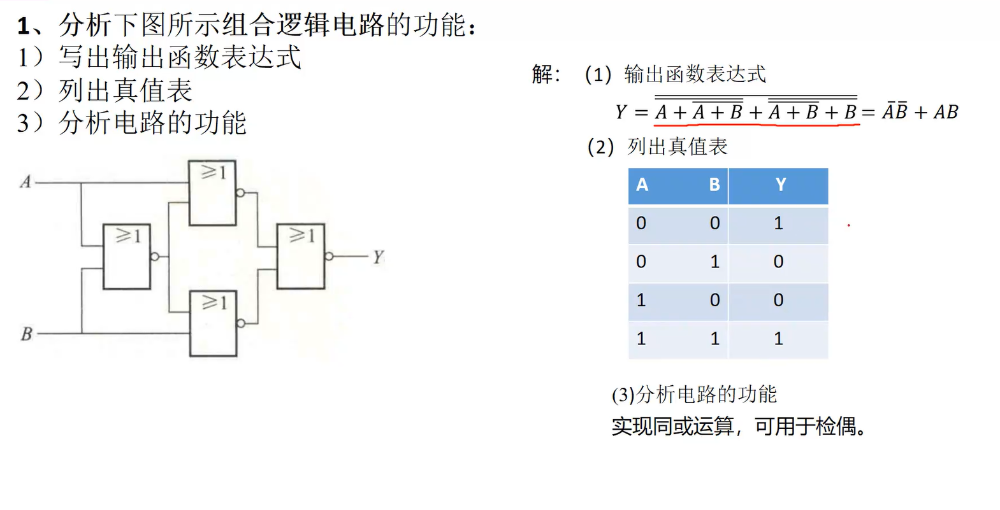 1、分析下图所示组合逻辑电路的功能：
1）写出输出函数表达式
2）列出真值表
3）分析电路的功能
A
B
≥1
≥1
≥1
≥1
Y
解：（1）输出函数表达式
Y = \overline{\overline{\overline{A + \overline{A + B}}}} + \overline{\overline{\overline{\overline{A + B} + B}}} = \bar{A}\bar{B} + AB
（2）列出真值表
A B Y
0 0 1
0 1 0
1 0 0
1 1 1
(3)分析电路的功能
实现同或运算，可用于检偶。